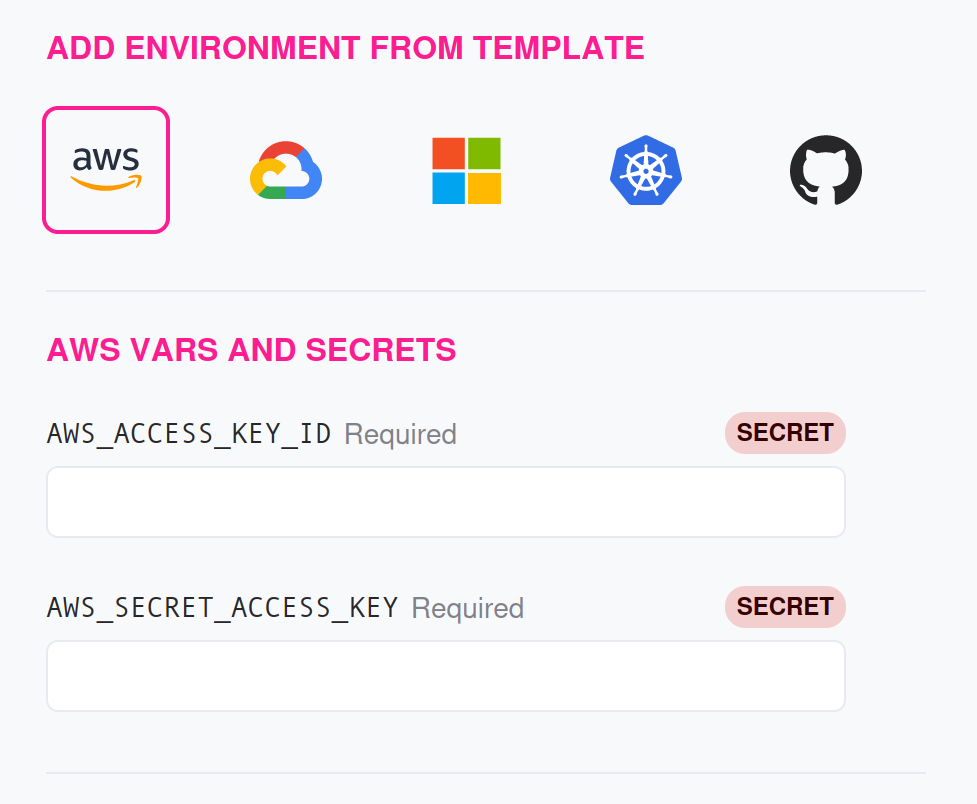 ADD ENVIRONMENT FROM TEMPLATE
aws
AWS VARS AND SECRETS
AWS_ACCESS_KEY_ID Required SECRET
AWS_SECRET_ACCESS_KEY Required SECRET